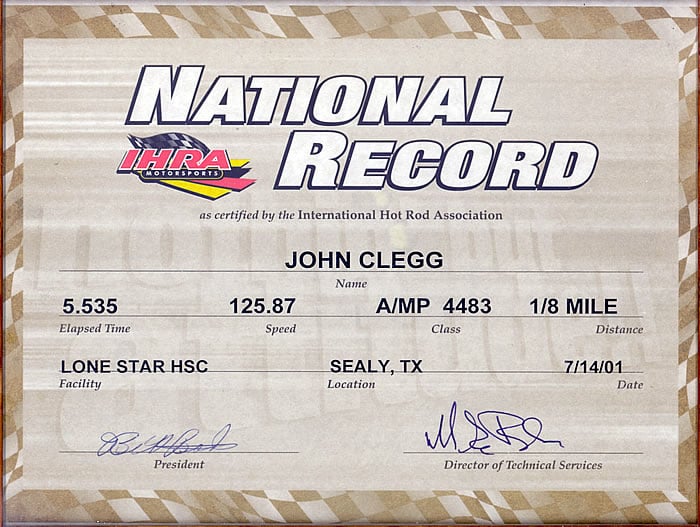 NATIONAL
IHRA
MOTORSPORTS
RECORD
as certified by the International Hot Rod Association
JOHN CLEGG
Name
5.535 125.87 A/MP 4483 1/8 MILE
Elapsed Time Speed Class Distance
LONE STAR HSC SEALY, TX 7/14/01
Facility Location Date
President Director of Technical Services